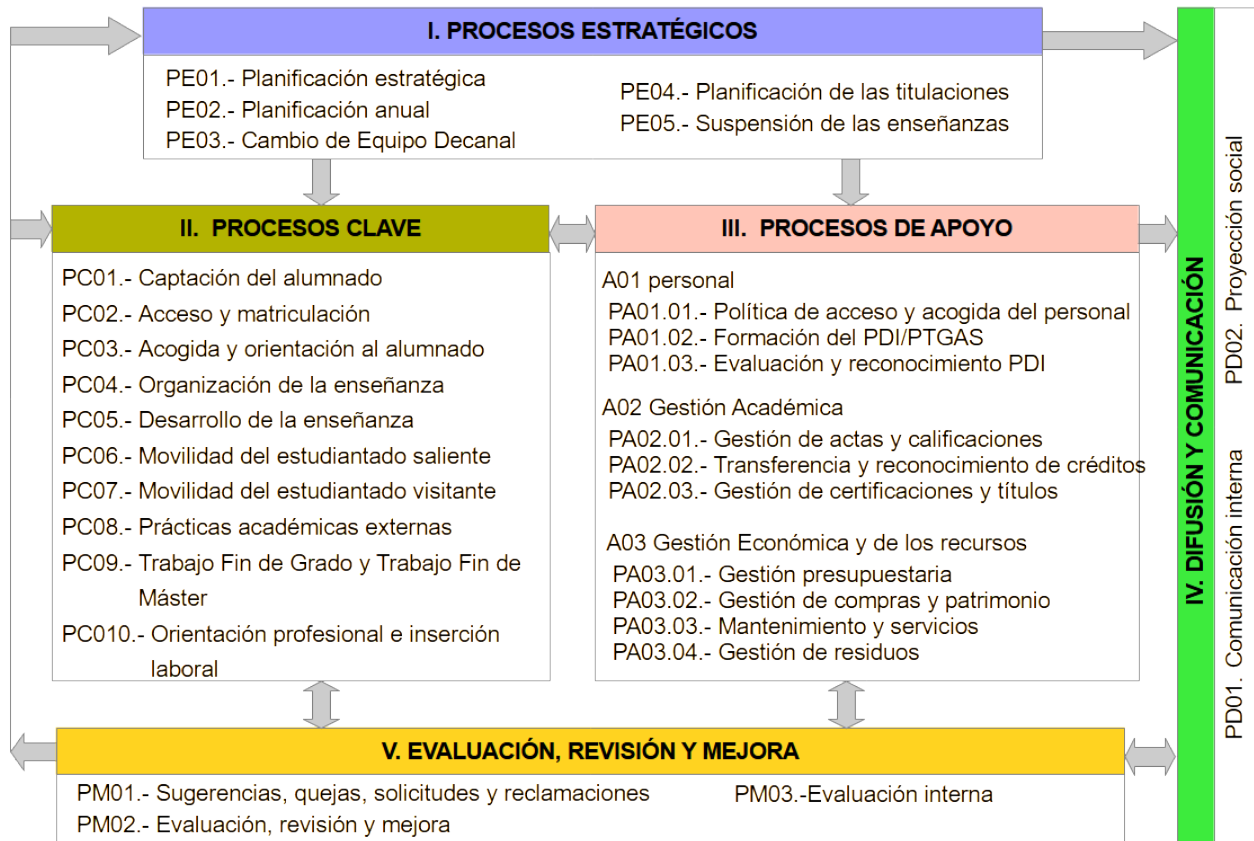 I. PROCESOS ESTRATÉGICOS
PE01.- Planificación estratégica
PE02.- Planificación anual
PE03.- Cambio de Equipo Decanal
PE04.- Planificación de las titulaciones
PE05.- Suspensión de las enseñanzas
II. PROCESOS CLAVE
PC01.- Captación del alumnado
PC02.- Acceso y matriculación
PC03.- Acogida y orientación al alumnado
PC04.- Organización de la enseñanza
PC05.- Desarrollo de la enseñanza
PC06.- Movilidad del estudiantado saliente
PC07.- Movilidad del estudiantado visitante
PC08.- Prácticas académicas externas
PC09.- Trabajo Fin de Grado y Trabajo Fin de
Máster
PC010.- Orientación profesional e inserción
laboral
III. PROCESOS DE APOYO
A01 personal
PA01.01.- Política de acceso y acogida del personal
PA01.02.- Formación del PDI/PTGAS
PA01.03.- Evaluación y reconocimiento PDI
A02 Gestión Académica
PA02.01.- Gestión de actas y calificaciones
PA02.02.- Transferencia y reconocimiento de créditos
PA02.03.- Gestión de certificaciones y títulos
A03 Gestión Económica y de los recursos
PA03.01.- Gestión presupuestaria
PA03.02.- Gestión de compras y patrimonio
PA03.03.- Mantenimiento y servicios
PA03.04.- Gestión de residuos
IV. DIFUSIÓN Y COMUNICACIÓN
PD01. Comunicación interna
PD02. Proyección social
V. EVALUACIÓN, REVISIÓN Y MEJORA
PM01.- Sugerencias, quejas, solicitudes y reclamaciones
PM02.- Evaluación, revisión y mejora
PM03.-Evaluación interna